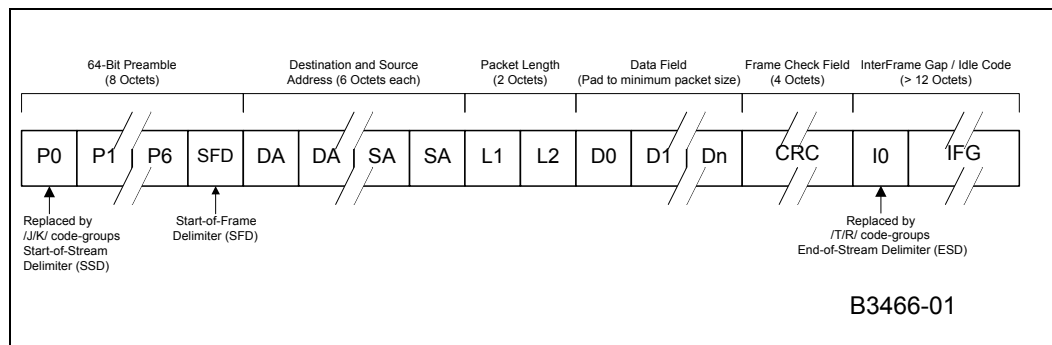 64-Bit Preamble
(8 Octets)
Destination and Source
Address (6 Octets each)
Packet Length
(2 Octets)
Data Field
(Pad to minimum packet size)
Frame Check Field
(4 Octets)
InterFrame Gap / Idle Code
(> 12 Octets)
P0 P1 P6 SFD DA DA SA SA L1 L2 D0 D1 Dn CRC I0 IFG
Replaced by
/J/K/ code-groups
Start-of-Stream
Delimiter (SSD)
Start-of-Frame
Delimiter (SFD)
Replaced by
/T/R/ code-groups
End-of-Stream Delimiter (ESD)
B3466-01